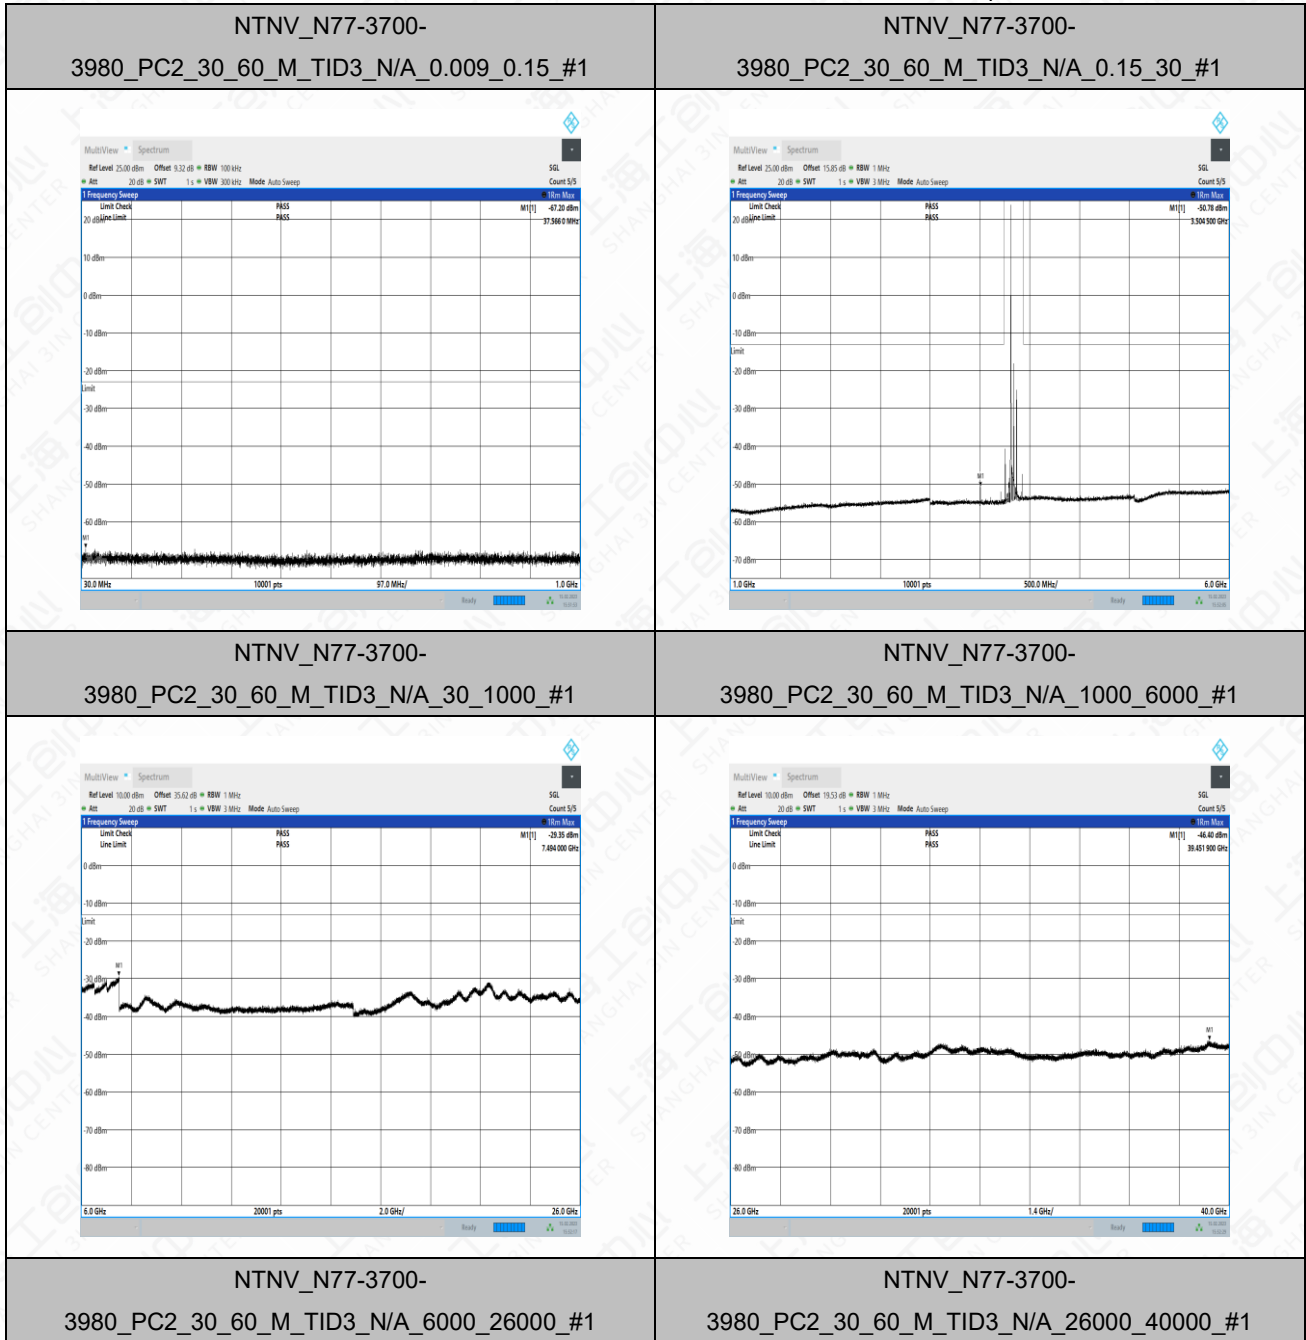 NTNV_N77-3700-
3980_PC2_30_60_M_TID3_N/A_0.009_0.15_#1
NTNV_N77-3700-
3980_PC2_30_60_M_TID3_N/A_0.15_30_#1
MultiView Spectrum
Ref Level 25.00 dBm Offset 9.32 dB RBW 100 kHz SGL
Att 20 dB SWT 1 s VBW 300 kHz Mode Auto Sweep Count 5/5
1 Frequency Sweep 1Rm Max
Limit Check PASS M1[1] -67.20 dBm
20 dBm Line Limit PASS 37.566 0 MHz
10 dBm
0 dBm
-10 dBm
-20 dBm
Limit
-30 dBm
-40 dBm
-50 dBm
-60 dBm
M1
30.0 MHz 10001 pts 97.0 MHz/ 1.0 GHz
Ready
MultiView Spectrum
Ref Level 25.00 dBm Offset 15.85 dB RBW 1 MHz SGL
Att 20 dB SWT 1 s VBW 3 MHz Mode Auto Sweep Count 5/5
1 Frequency Sweep 1Rm Max
Limit Check PASS M1[1] -50.78 dBm
20 dBm Line Limit PASS 3.504 500 GHz
10 dBm
0 dBm
-10 dBm
Limit
-20 dBm
-30 dBm
-40 dBm
M1
-50 dBm
-60 dBm
-70 dBm
1.0 GHz 10001 pts 500.0 MHz/ 6.0 GHz
Ready
NTNV_N77-3700-
3980_PC2_30_60_M_TID3_N/A_30_1000_#1
NTNV_N77-3700-
3980_PC2_30_60_M_TID3_N/A_1000_6000_#1
MultiView Spectrum
Ref Level 10.00 dBm Offset 35.62 dB RBW 1 MHz SGL
Att 20 dB SWT 1 s VBW 3 MHz Mode Auto Sweep Count 5/5
1 Frequency Sweep 1Rm Max
Limit Check PASS M1[1] -29.35 dBm
Line Limit PASS 7.494 000 GHz
0 dBm
-10 dBm
Limit
-20 dBm
M1
-30 dBm
-40 dBm
-50 dBm
-60 dBm
-70 dBm
-80 dBm
6.0 GHz 20001 pts 2.0 GHz/ 26.0 GHz
Ready
MultiView Spectrum
Ref Level 10.00 dBm Offset 19.53 dB RBW 1 MHz SGL
Att 20 dB SWT 1 s VBW 3 MHz Mode Auto Sweep Count 5/5
1 Frequency Sweep 1Rm Max
Limit Check PASS M1[1] -46.40 dBm
Line Limit PASS 39.451 900 GHz
0 dBm
-10 dBm
Limit
-20 dBm
-30 dBm
-40 dBm
M1
-50 dBm
-60 dBm
-70 dBm
-80 dBm
26.0 GHz 20001 pts 1.4 GHz/ 40.0 GHz
Ready
NTNV_N77-3700-
3980_PC2_30_60_M_TID3_N/A_6000_26000_#1
NTNV_N77-3700-
3980_PC2_30_60_M_TID3_N/A_26000_40000_#1